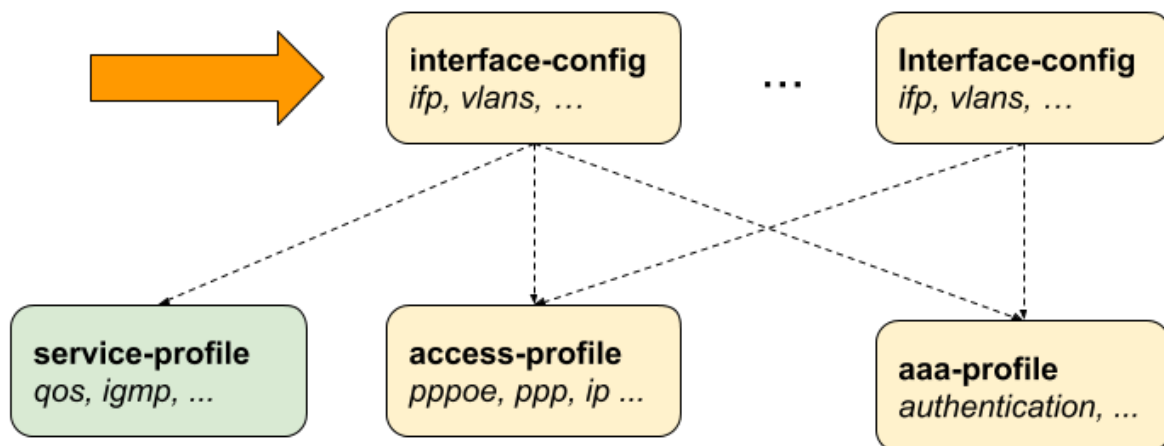 interface-config
ifp, vlans, …
...
Interface-config
ifp, vlans, …
service-profile
qos, igmp, ...
access-profile
pppoe, ppp, ip ...
aaa-profile
authentication, ...